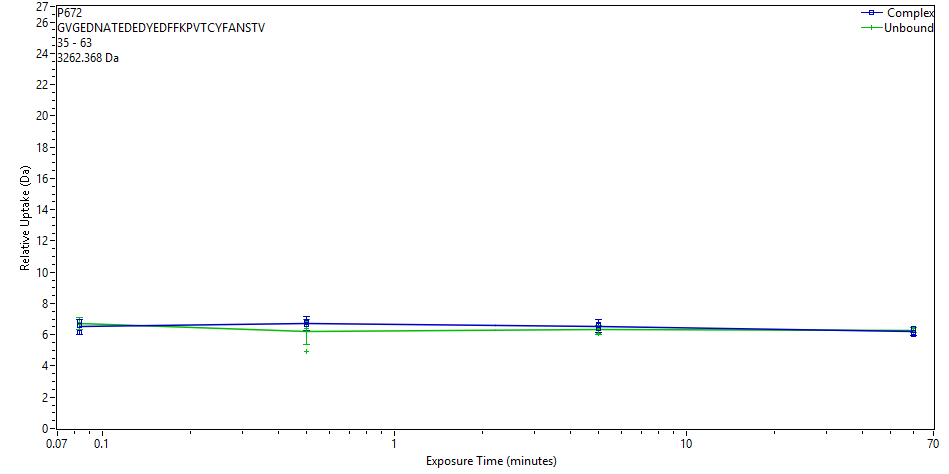 P672
GVGEDNATEDEDYEDFFKPVTCYFANSTV
35 - 63
3262.368 Da
Complex
Unbound
27
26
24
22
20
18
16
14
12
10
8
6
4
2
0
Relative Uptake (Da)
0.07 0.1 1 10 70
Exposure Time (minutes)